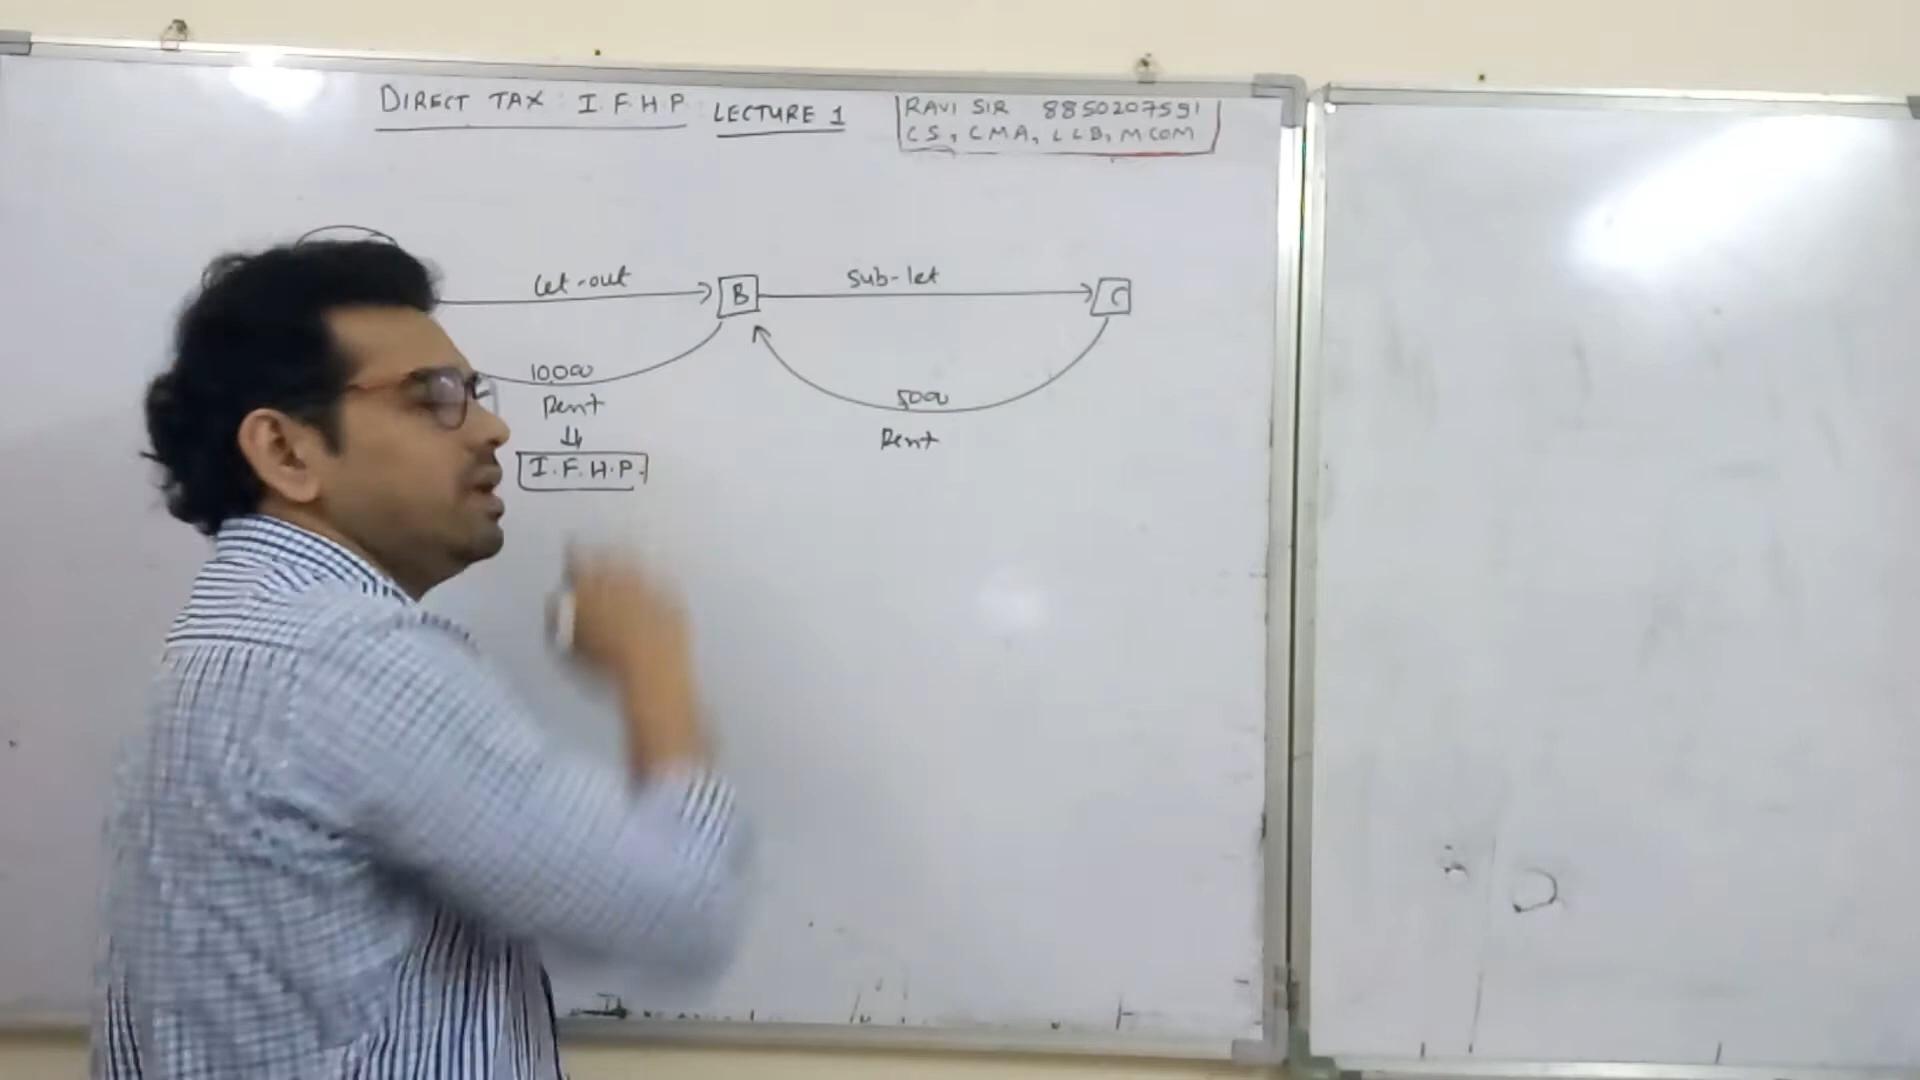 DIRECT TAX : I.F.H.P. LECTURE 1
RAVI SIR 8850207591
CS, CMA, LLB, MCOM
Let-out
B
Sub-let
C
10,000
Rent
I.F.H.P.
5000
Rent